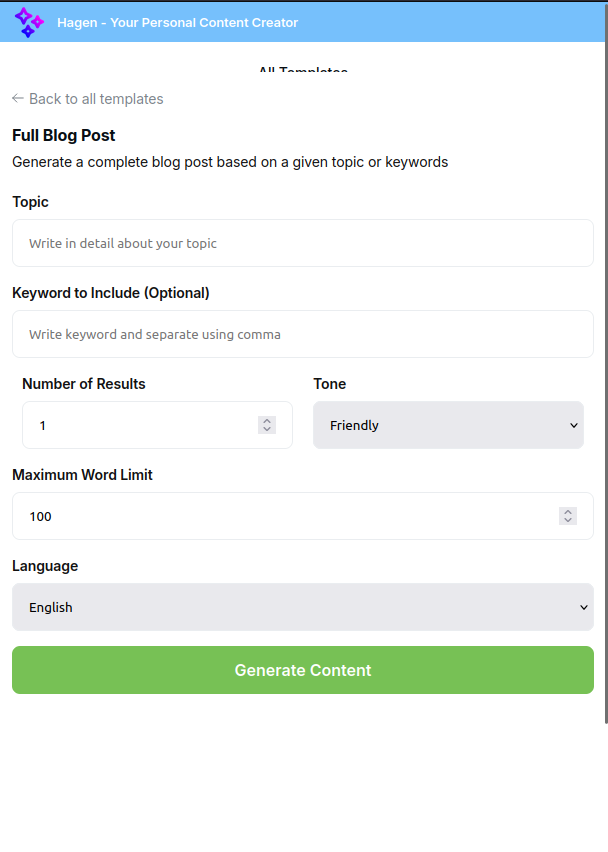 Hagen - Your Personal Content Creator
All Templates
← Back to all templates
Full Blog Post
Generate a complete blog post based on a given topic or keywords
Topic
Write in detail about your topic
Keyword to Include (Optional)
Write keyword and separate using comma
Number of Results
Tone
1
Friendly
Maximum Word Limit
100
Language
English
Generate Content